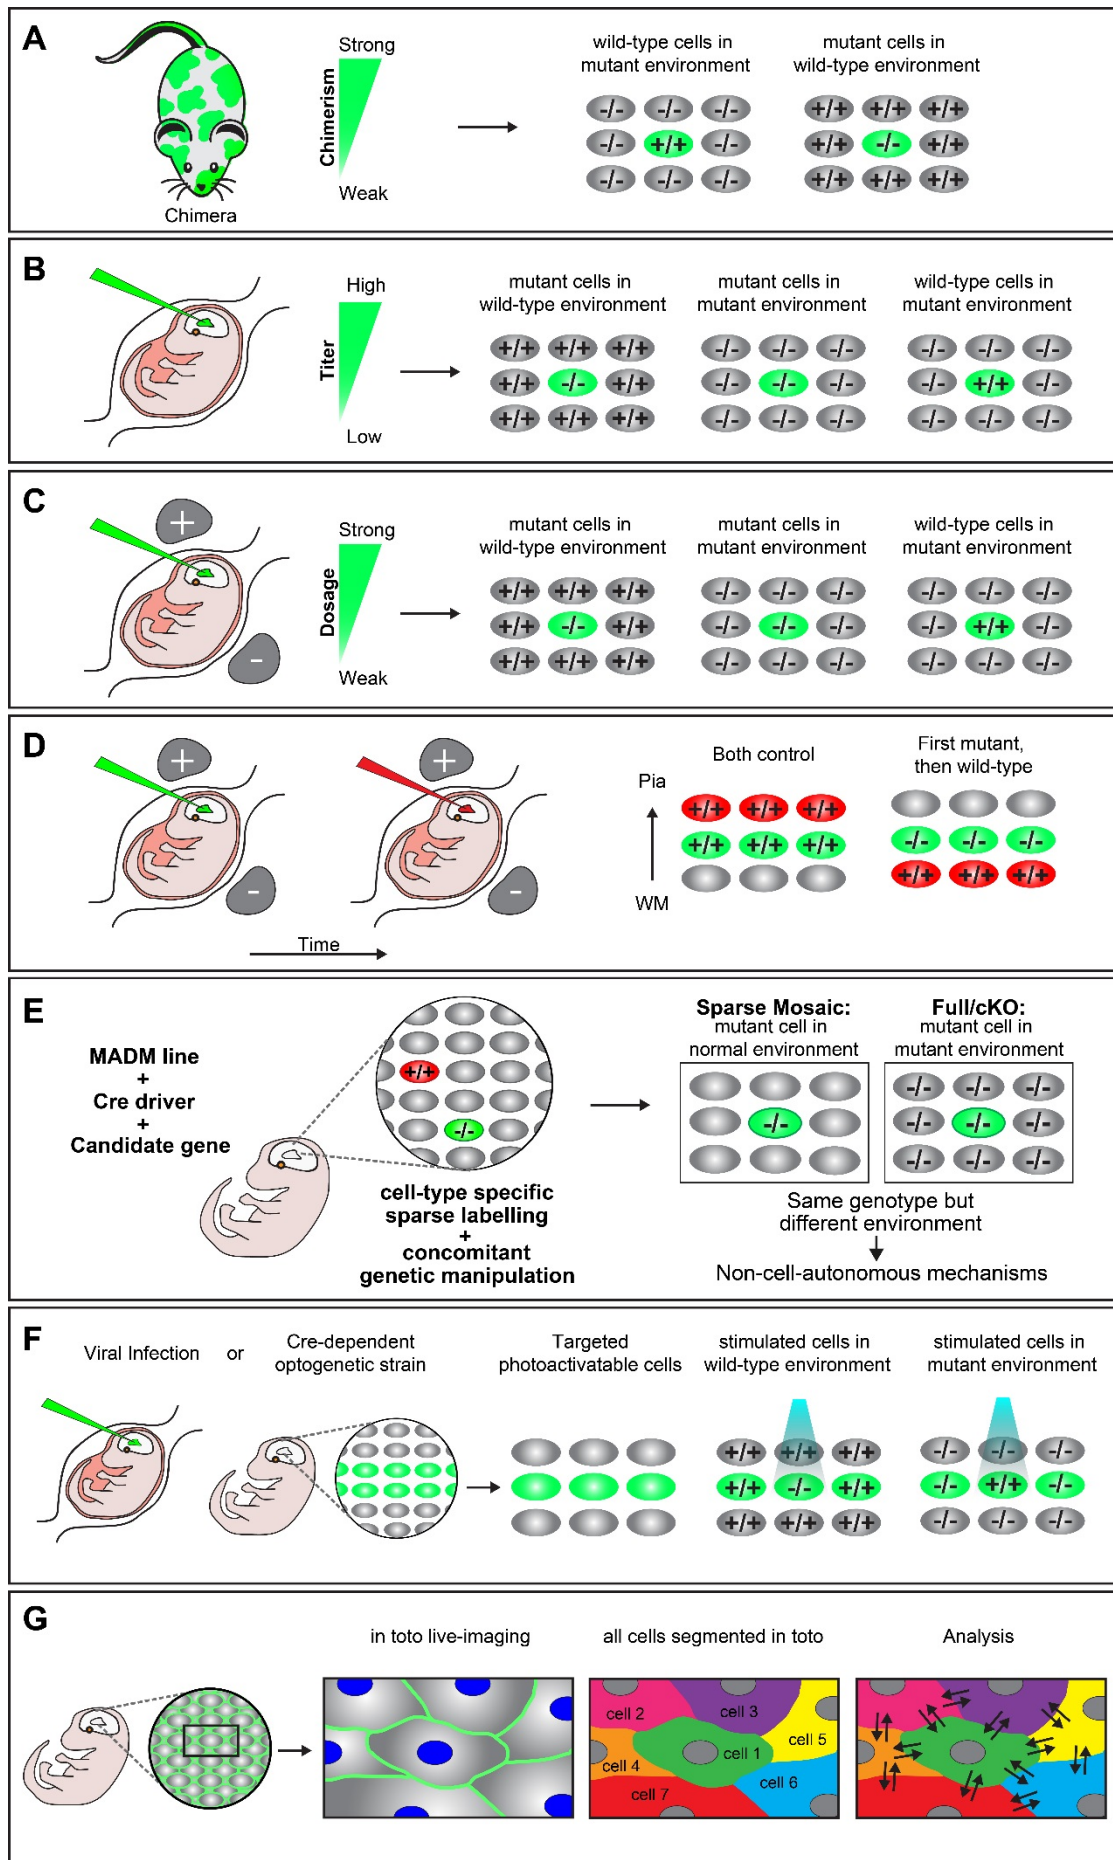 A
Strong
Chimerism
Weak
Chimera
wild-type cells in
mutant environment
-/- -/- -/-
-/- +/+ -/-
-/- -/- -/-
mutant cells in
wild-type environment
+/+ +/+ +/+
+/+ -/- +/+
+/+ +/+ +/+
B
High
Titer
Low
mutant cells in
wild-type environment
+/+ +/+ +/+
+/+ -/- +/+
+/+ +/+ +/+
mutant cells in
mutant environment
-/- -/- -/-
-/- -/- -/-
-/- -/- -/-
wild-type cells in
mutant environment
-/- -/- -/-
-/- +/+ -/-
-/- -/- -/-
C
+
-
Strong
Dosage
Weak
mutant cells in
wild-type environment
+/+ +/+ +/+
+/+ -/- +/+
+/+ +/+ +/+
mutant cells in
mutant environment
-/- -/- -/-
-/- -/- -/-
-/- -/- -/-
wild-type cells in
mutant environment
-/- -/- -/-
-/- +/+ -/-
-/- -/- -/-
D
+
-
+
-
Time
Pia
WM
Both control
+/+ +/+ +/+
+/+ +/+ +/+
First mutant,
then wild-type
-/- -/- -/-
+/+ +/+ +/+
E
MADM line
+
Cre driver
+
Candidate gene
+/+
-/-
cell-type specific
sparse labelling
+
concomitant
genetic manipulation
Sparse Mosaic:
mutant cell in
normal environment
-/-
Full/cKO:
mutant cell in
mutant environment
-/- -/- -/-
-/- -/- -/-
-/- -/- -/-
Same genotype but
different environment
Non-cell-autonomous mechanisms
F
Viral Infection or
Cre-dependent
optogenetic strain
Targeted
photoactivatable cells
stimulated cells in
wild-type environment
+/+ +/+ +/+
+/+ -/- +/+
+/+ +/+ +/+
stimulated cells in
mutant environment
-/- -/- -/-
-/- +/+ -/-
-/- -/- -/-
G
in toto live-imaging
all cells segmented in toto
cell 2
cell 3
cell 5
cell 1
cell 4
cell 6
cell 7
Analysis